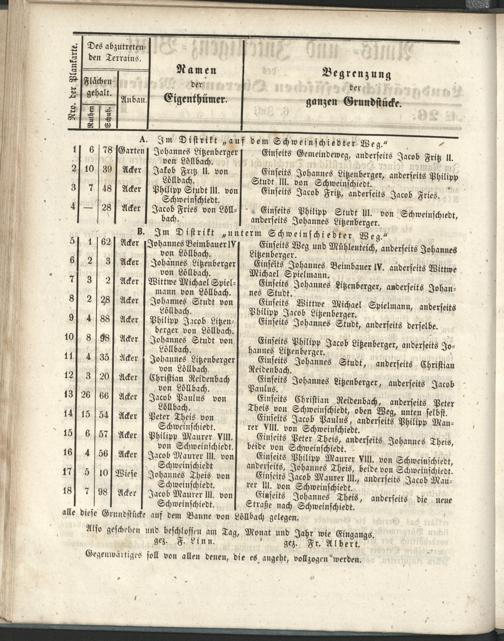 Nro. der Plankarte.
Des abzutreten
den Terrains.
Flächen
gehalt.
Ruthen
Schuh.
Anbau.
Namen
der
Eigenthümer.
Begrenzung
der
ganzen Grundstücke.
A. Im Distrikt „auf dem Schweinschiedter Weg.“
1 6 78 Garten Johannes Litzenberger von Löllbach. Einseits Gemeindeweg, anderseits Jacob Fritz II.
2 10 39 Acker Jakob Fritz II. von Löllbach. Einseits Johannes Litzenberger, anderseits Philipp Studt III. von Schweinschiedt.
3 7 48 Acker Philipp Studt III. von Schweinschiedt. Einseits Jacob Fritz, anderseits Jacob Fries.
4 — 28 Acker Jacob Fries von Löllbach. Einseits Philipp Studt III. von Schweinschiedt, anderseits Johannes Litzenberger.
B. Im Distrikt „unterm Schweinschiedter Weg.“
5 1 62 Acker Johannes Beimbauer IV von Löllbach. Einseits Weg und Mühlenteich, anderseits Johannes Litzenberger.
6 2 3 Acker Johannes Litzenberger von Löllbach. Einseits Johannes Beimbauer IV. anderseits Wittwe Michael Spielmann.
7 3 2 Acker Wittwe Michael Spielmann von Löllbach. Einseits Johannes Litzenberger, anderseits Johannes Studt.
8 2 28 Acker Johannes Studt von Löllbach. Einseits Wittwe Michael Spielmann, anderseits Philipp Jacob Litzenberger.
9 4 88 Acker Philipp Jacob Litzenberger von Löllbach. Einseits Johannes Studt, anderseits derselbe.
10 8 98 Acker Johannes Studt von Löllbach. Einseits Philipp Jacob Litzenberger, anderseits Johannes Litzenberger.
11 4 35 Acker Johannes Litzenberger von Löllbach. Einseits Johannes Studt, anderseits Christian Reidenbach.
12 3 20 Acker Christian Reidenbach von Löllbach. Einseits Johannes Litzenberger, anderseits Jacob Paulus.
13 26 66 Acker Jacob Paulus von Löllbach. Einseits Christian Reidenbach, anderseits Peter Theis von Schweinschiedt, oben Weg, unten selbst.
14 15 54 Acker Peter Theis von Schweinschiedt. Einseits Jacob Paulus, anderseits Philipp Maurer VIII. von Schweinschiedt.
15 6 57 Acker Philipp Maurer VIII. von Schweinschiedt. Einseits Peter Theis, anderseits Johannes Theis, beide von Schweinschiedt.
16 4 56 Acker Jacob Maurer III. von Schweinschiedt Einseits Philipp Maurer VIII. von Schweinschiedt, anderseits, Johannes Theis, beide von Schweinschiedt.
17 5 10 Wiese Johannes Theis von Schweinschiedt Einseits Jacob Maurer III., anderseits Jacob Maurer III. von Schweinschiedt.
18 7 98 Acker Jacob Maurer III. von Schweinschiedt. Einseits Johannes Theis, anderseits die neue Straße nach Schweinschiedt.
alle diese Grundstücke auf dem Banne von Löllbach gelegen.
Also geschehen und beschlossen am Tag, Monat und Jahr wie Eingangs.
gez. F. Linn. gez. Fr. Albert.
Gegenwärtiges soll von allen denen, die es angeht, vollzogen werden.